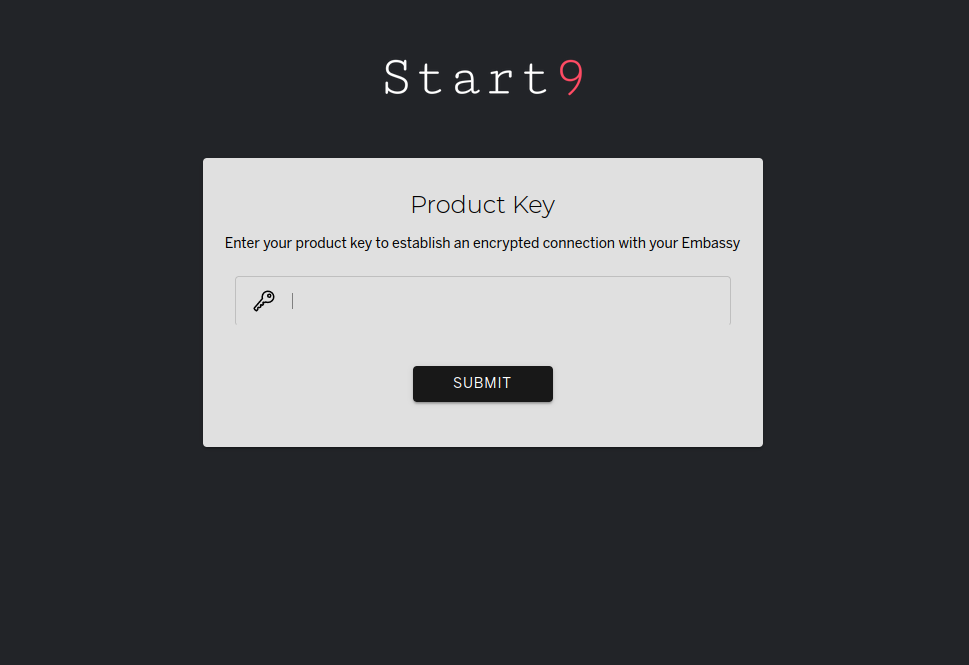 Start9
Product Key
Enter your product key to establish an encrypted connection with your Embassy
SUBMIT